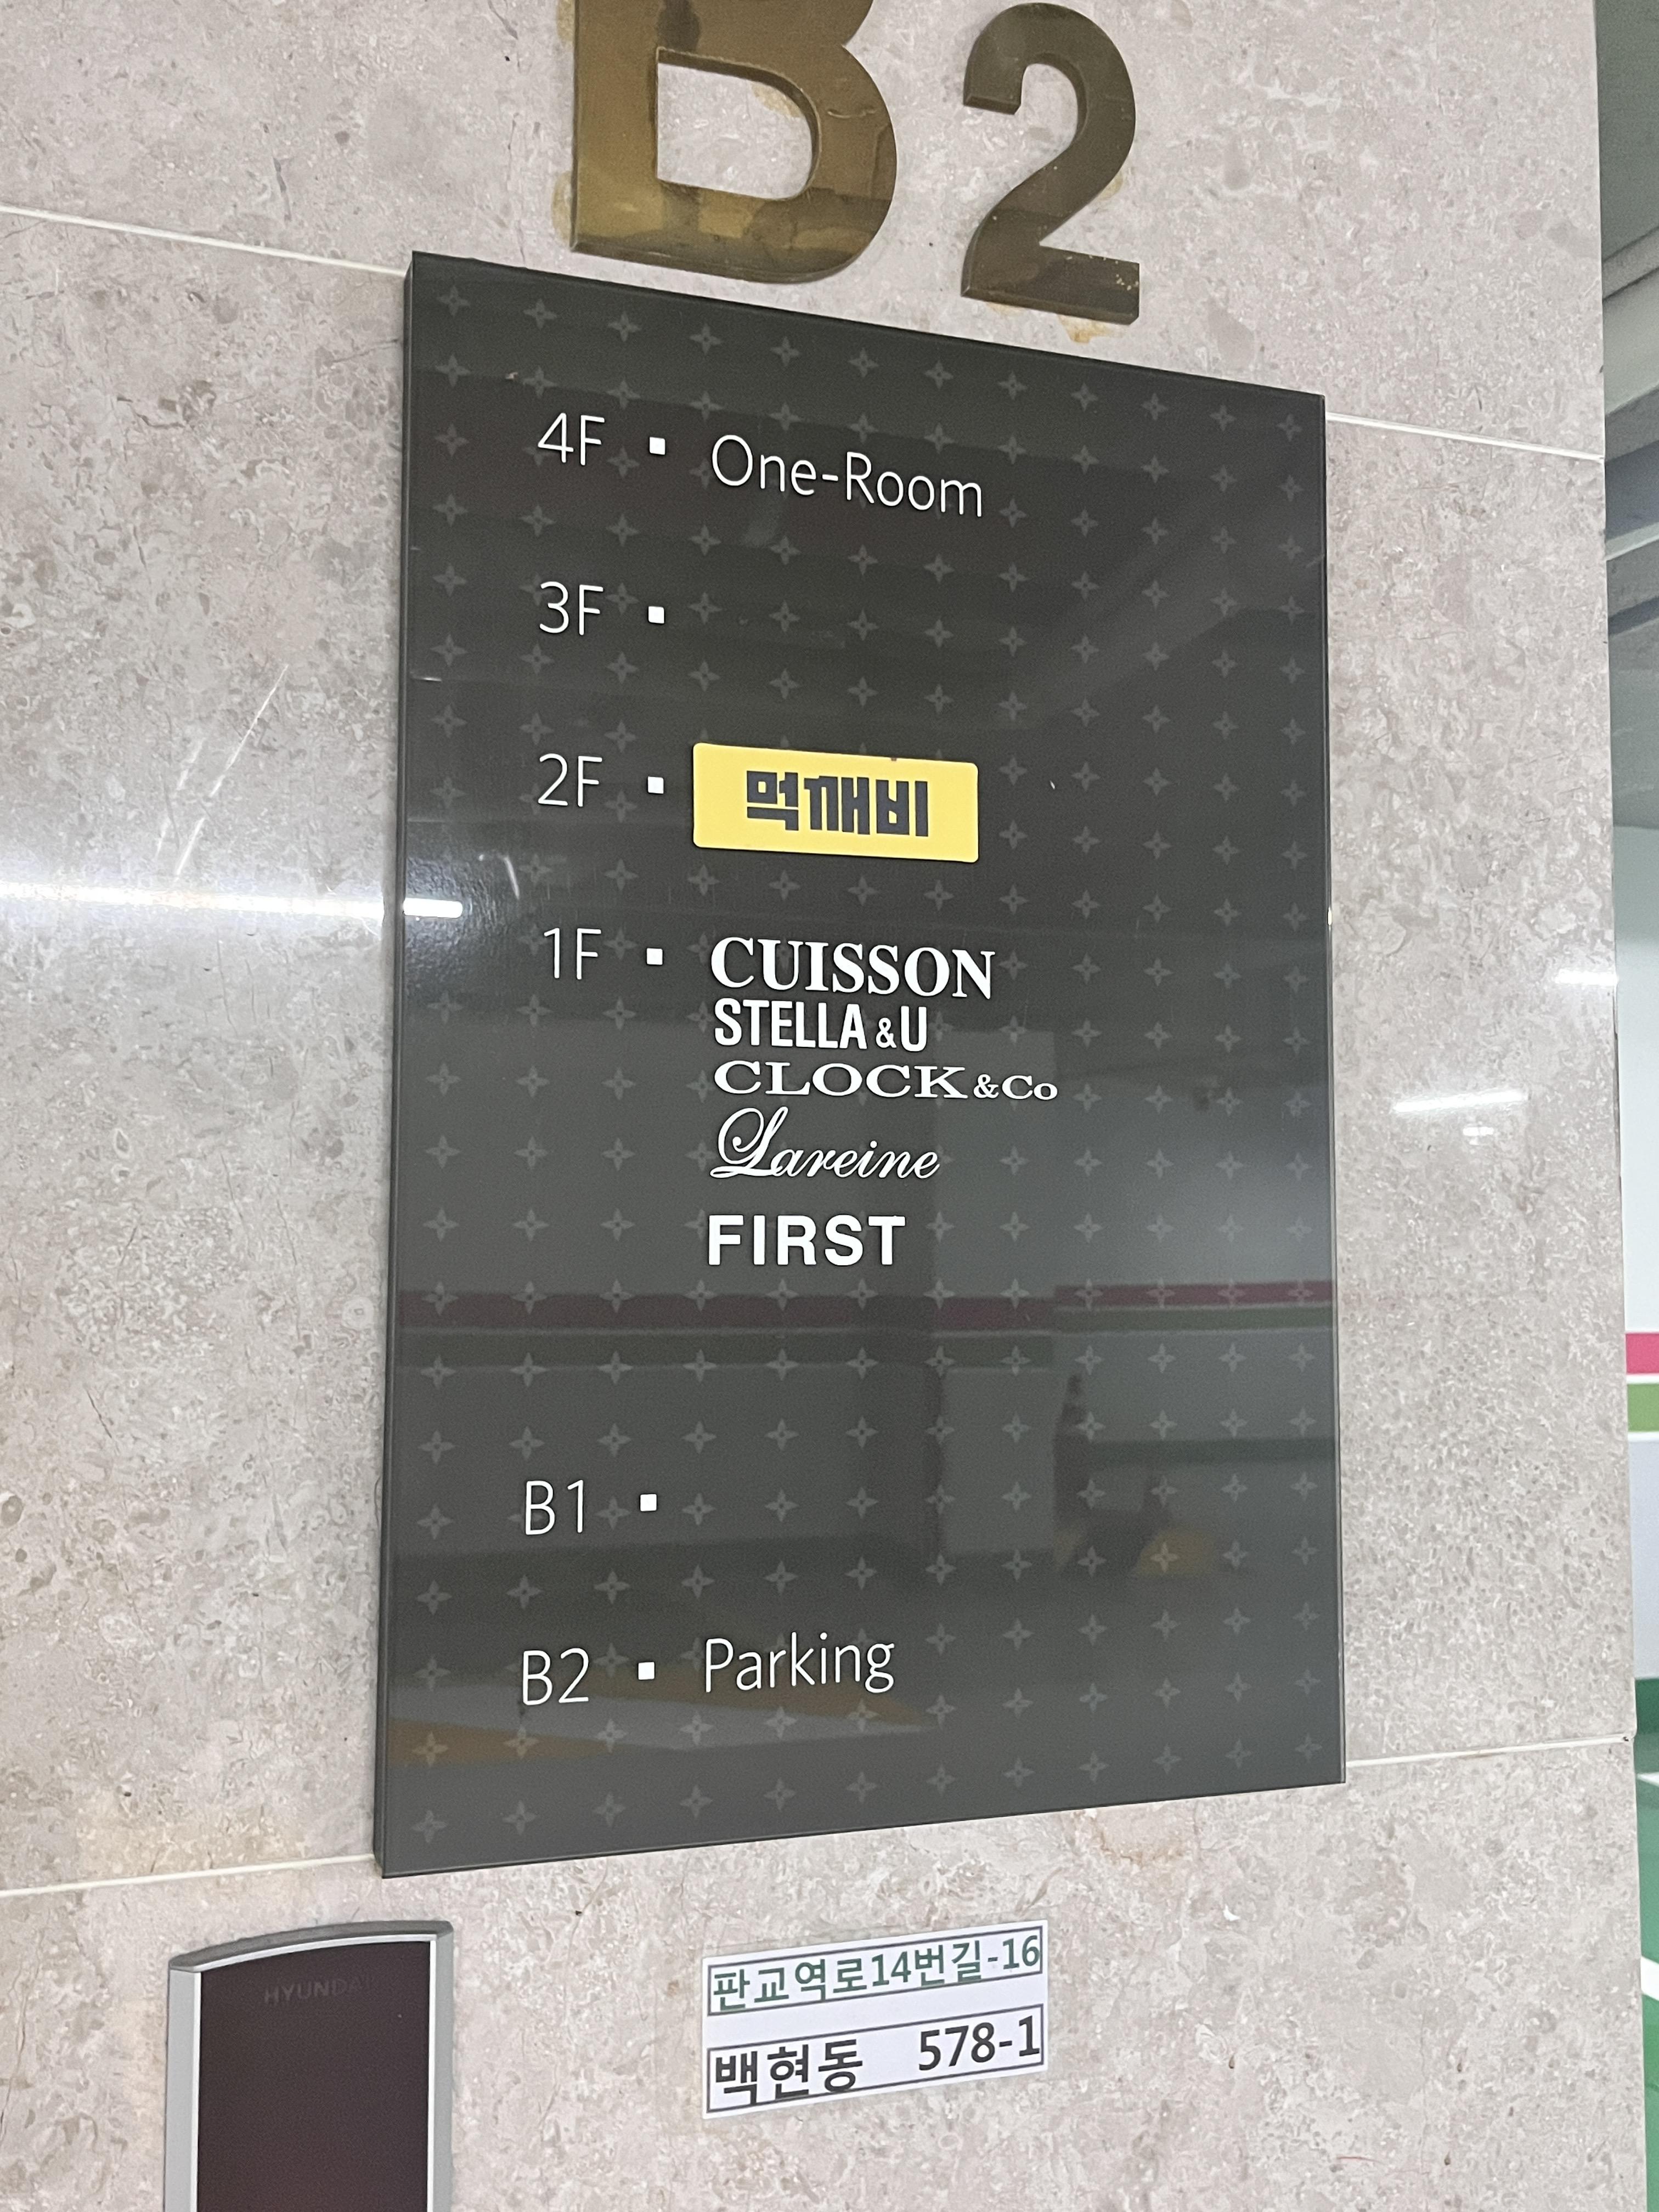 B2
4F ▪ One-Room
3F ▪
2F ▪ 먹깨비
1F ▪ CUISSON
STELLA & U
CLOCK & Co
Lareine
FIRST
B1 ▪
B2 ▪ Parking
HYUNDAI
판교역로14번길-16
백현동 578-1